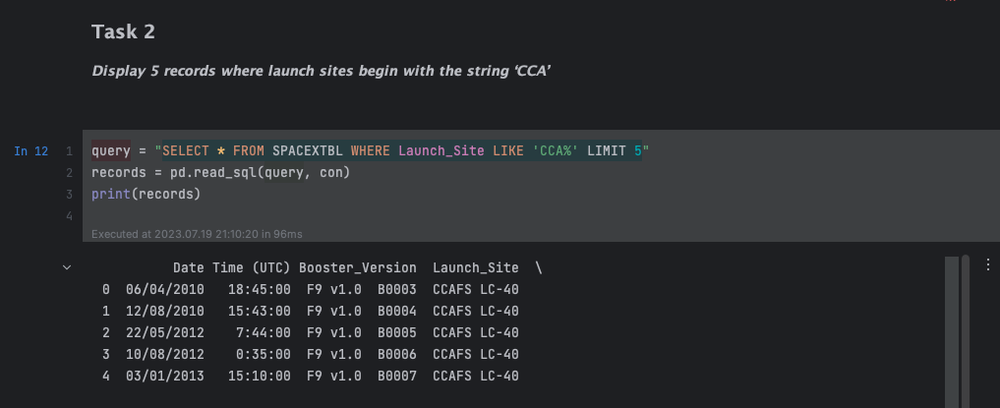 Task 2
Display 5 records where launch sites begin with the string ‘CCA’
In 12 1 query = "SELECT * FROM SPACEXTBL WHERE Launch_Site LIKE 'CCA%' LIMIT 5"
2 records = pd.read_sql(query, con)
3 print(records)
4
Executed at 2023.07.19 21:10:20 in 96ms
Date Time (UTC) Booster_Version Launch_Site \
0 06/04/2010 18:45:00 F9 v1.0 B0003 CCAFS LC-40
1 12/08/2010 15:43:00 F9 v1.0 B0004 CCAFS LC-40
2 22/05/2012 7:44:00 F9 v1.0 B0005 CCAFS LC-40
3 10/08/2012 0:35:00 F9 v1.0 B0006 CCAFS LC-40
4 03/01/2013 15:10:00 F9 v1.0 B0007 CCAFS LC-40